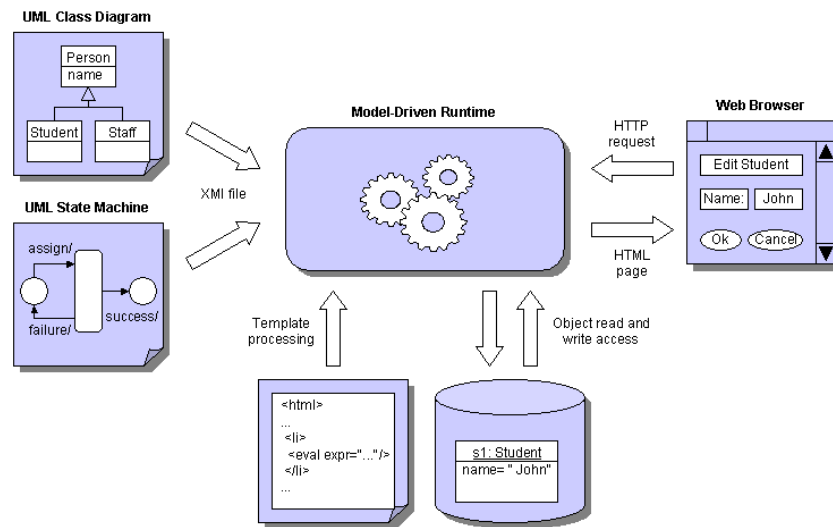 UML Class Diagram
Person
name
Student
Staff
XMI file
UML State Machine
assign/
failure/
success/
Model-Driven Runtime
HTTP
request
HTML
page
Web Browser
Edit Student
Name:
John
Ok
Cancel
Template
processing
Object read and
write access
<html>
...
<li>
<eval expr="..."/>
</li>
...
s1: Student
name= " John"